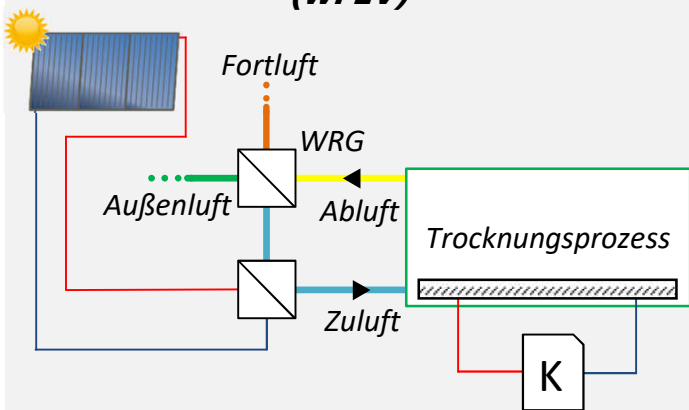 Fortluft
WRG
Außenluft
Abluft
Trocknungsprozess
Zuluft
K